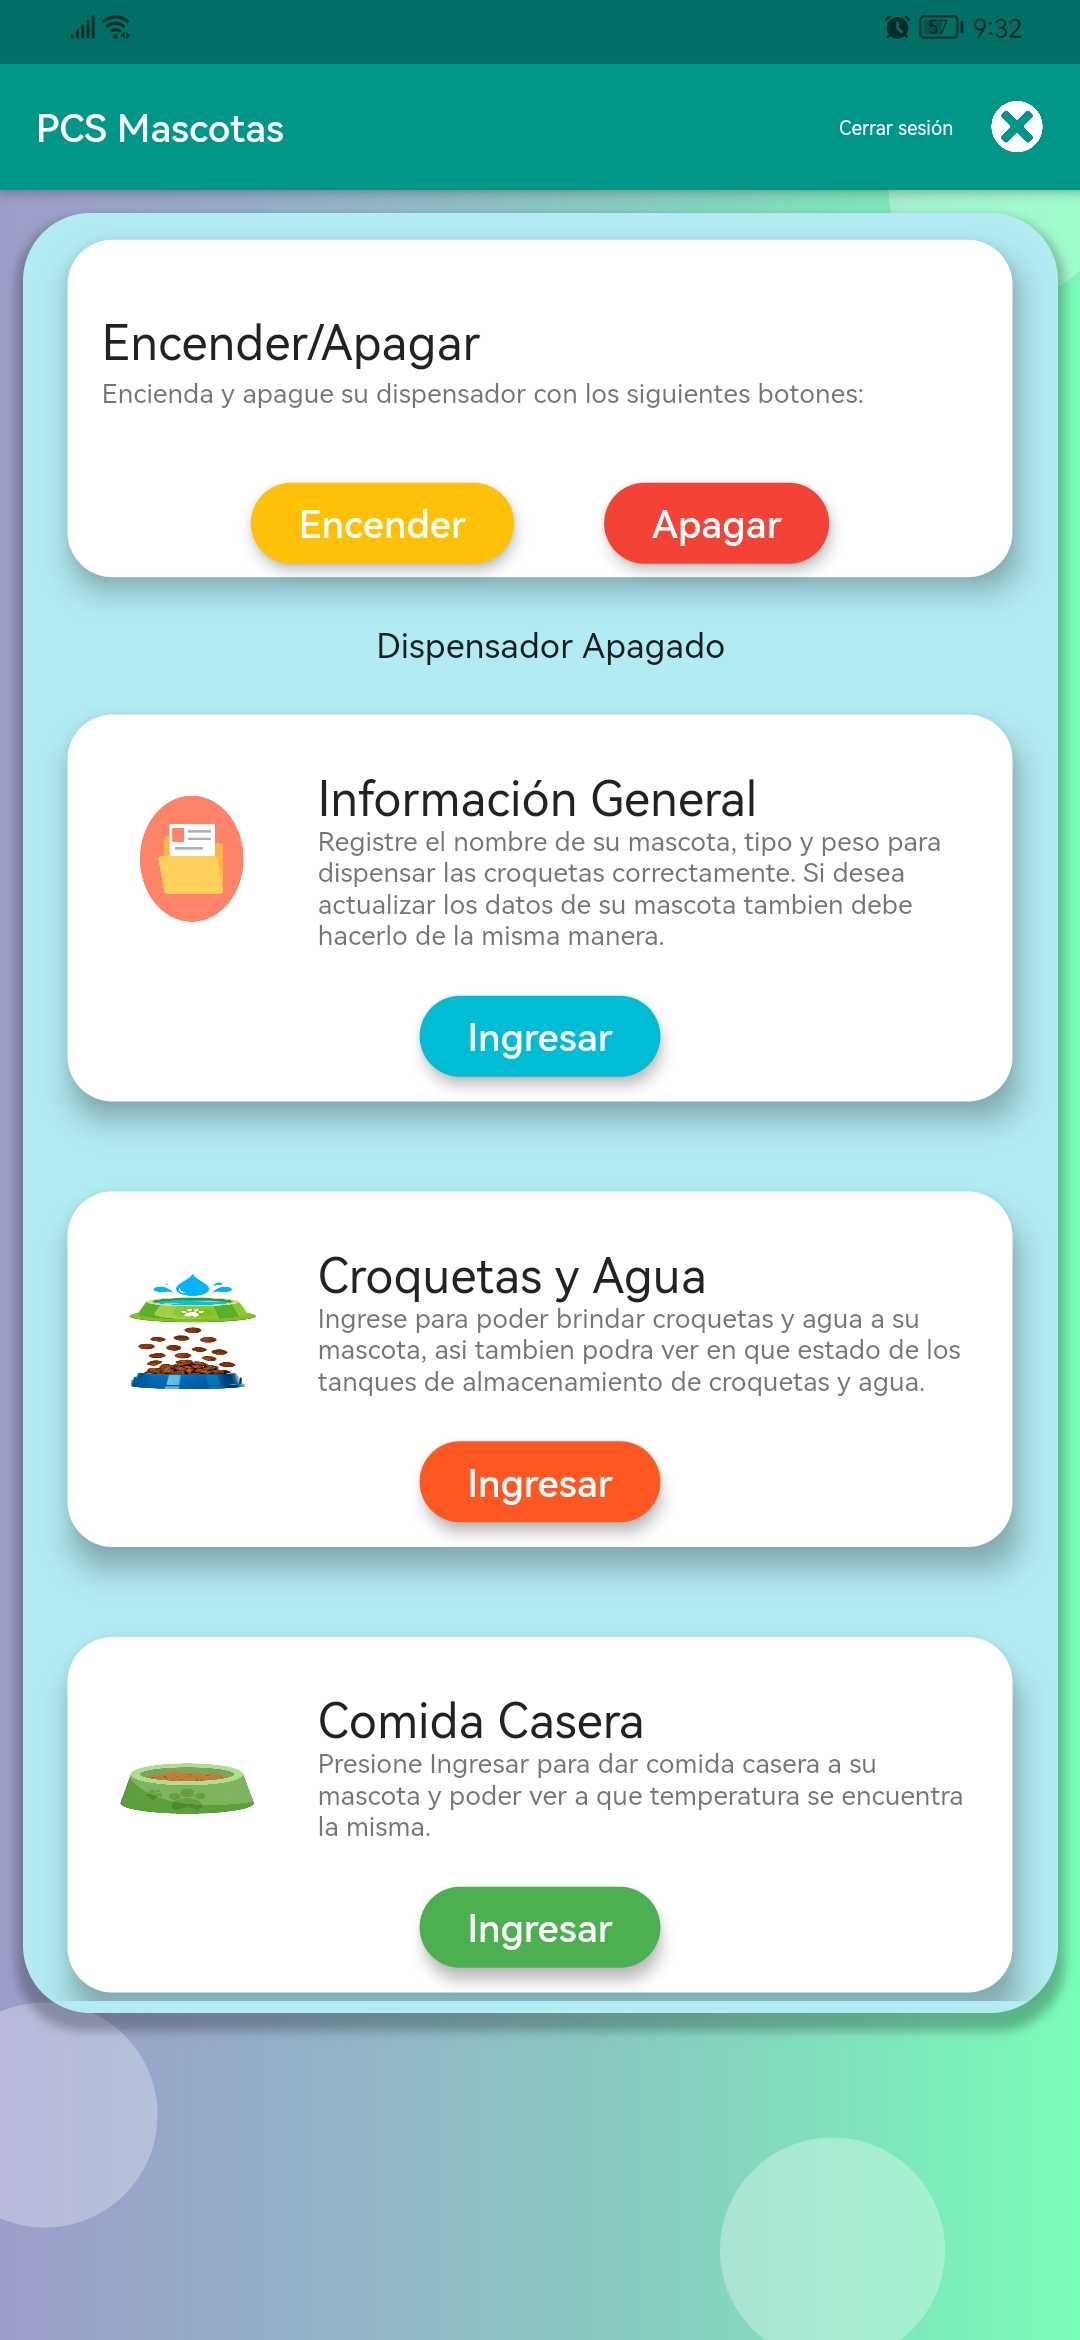 57 9:32
PCS Mascotas
Cerrar sesión
Encender/Apagar
Encienda y apague su dispensador con los siguientes botones:
Encender Apagar
Dispensador Apagado
Información General
Registre el nombre de su mascota, tipo y peso para
dispensar las croquetas correctamente. Si desea
actualizar los datos de su mascota tambien debe
hacerlo de la misma manera.
Ingresar
Croquetas y Agua
Ingrese para poder brindar croquetas y agua a su
mascota, asi tambien podra ver en que estado de los
tanques de almacenamiento de croquetas y agua.
Ingresar
Comida Casera
Presione Ingresar para dar comida casera a su
mascota y poder ver a que temperatura se encuentra
la misma.
Ingresar